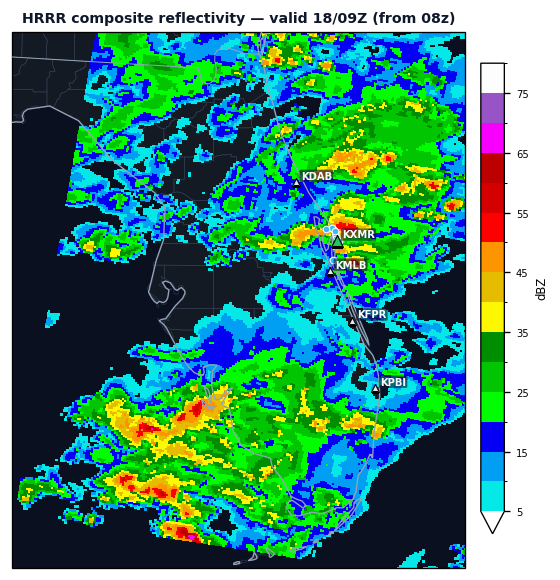 HRRR composite reflectivity — valid 18/09Z (from 08z)
KDAB
KXMR
KMLB
KFPR
KPBI
75
65
55
45
35
25
15
5
dBZ